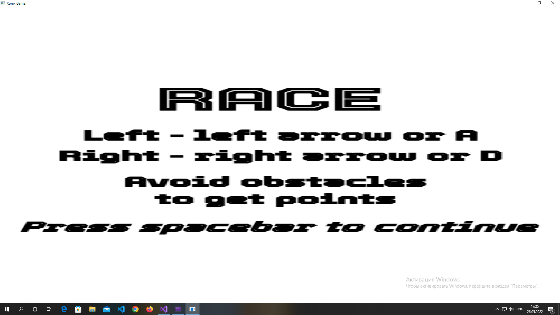 RACE
Left - left arrow or A
Right - right arrow or D
Avoid obstacles
to get points
Press spacebar to continue